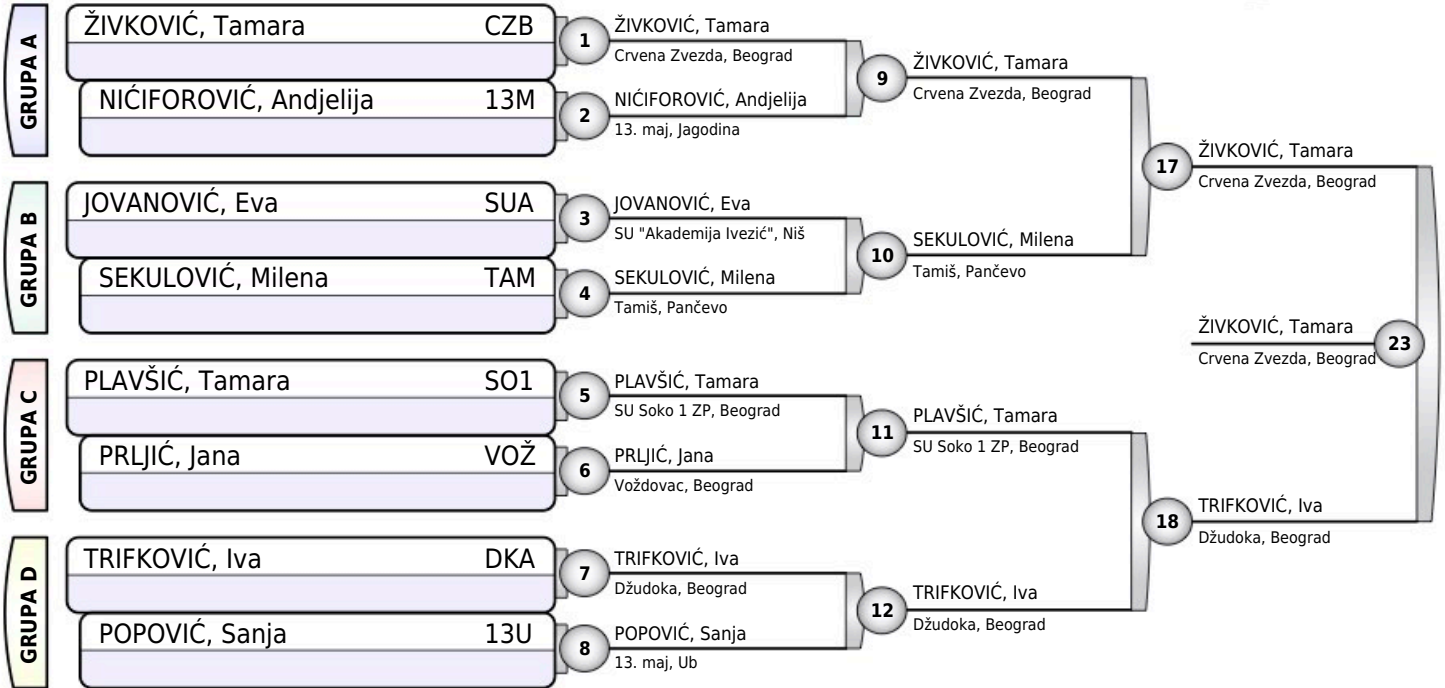 GRUPA A
ŽIVKOVIĆ, Tamara CZB
NIĆIFOROVIĆ, Andjelija 13M
GRUPA B
JOVANOVIĆ, Eva SUA
SEKULOVIĆ, Milena TAM
GRUPA C
PLAVŠIĆ, Tamara SO1
PRLJIĆ, Jana VOŽ
GRUPA D
TRIFKOVIĆ, Iva DKA
POPOVIĆ, Sanja 13U
1
ŽIVKOVIĆ, Tamara
Crvena Zvezda, Beograd
2
NIĆIFOROVIĆ, Andjelija
13. maj, Jagodina
3
JOVANOVIĆ, Eva
SU "Akademija Ivezić", Niš
4
SEKULOVIĆ, Milena
Tamiš, Pančevo
5
PLAVŠIĆ, Tamara
SU Soko 1 ZP, Beograd
6
PRLJIĆ, Jana
Voždovac, Beograd
7
TRIFKOVIĆ, Iva
Džudoka, Beograd
8
POPOVIĆ, Sanja
13. maj, Ub
9
ŽIVKOVIĆ, Tamara
Crvena Zvezda, Beograd
10
SEKULOVIĆ, Milena
Tamiš, Pančevo
11
PLAVŠIĆ, Tamara
SU Soko 1 ZP, Beograd
12
TRIFKOVIĆ, Iva
Džudoka, Beograd
17
ŽIVKOVIĆ, Tamara
Crvena Zvezda, Beograd
18
TRIFKOVIĆ, Iva
Džudoka, Beograd
ŽIVKOVIĆ, Tamara
Crvena Zvezda, Beograd
23